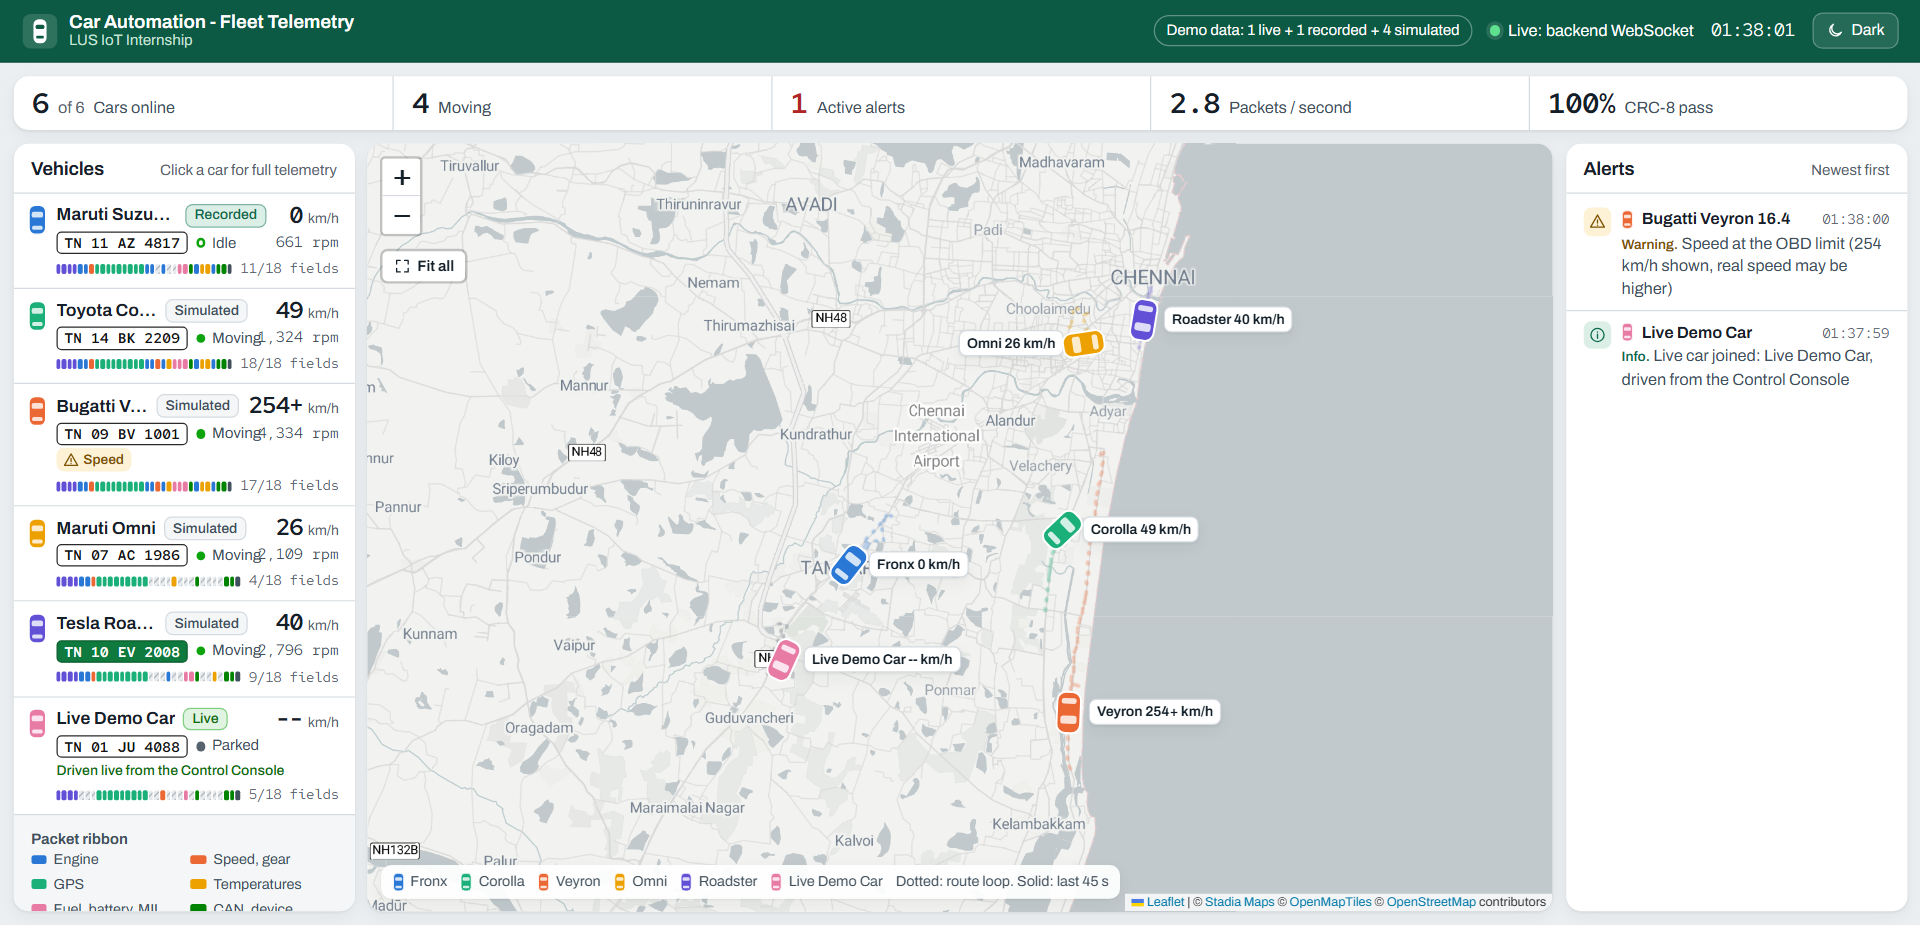 Car Automation - Fleet Telemetry
LUS IoT Internship
Demo data: 1 live + 1 recorded + 4 simulated
Live: backend WebSocket
01:38:01
Dark
6 of 6 Cars online
4 Moving
1 Active alerts
2.8 Packets / second
100% CRC-8 pass
Vehicles
Click a car for full telemetry
Maruti Suzu... Recorded 0 km/h
TN 11 AZ 4817 Idle 661 rpm
11/18 fields
Toyota Co... Simulated 49 km/h
TN 14 BK 2209 Moving 1,324 rpm
18/18 fields
Bugatti V... Simulated 254+ km/h
TN 09 BV 1001 Moving ,334 rpm
Speed
17/18 fields
Maruti Omni Simulated 26 km/h
TN 07 AC 1986 Moving 2,109 rpm
4/18 fields
Tesla Roa... Simulated 40 km/h
TN 10 EV 2008 Moving 2,796 rpm
9/18 fields
Live Demo Car Live -- km/h
TN 01 JU 4088 Parked
Driven live from the Control Console
5/18 fields
Packet ribbon
Engine
Speed, gear
GPS
Temperatures
Fuel, battery, MIL
CAN, device
+
−
Fit all
Tiruvallur
Madhavaram
Thiruninravur
AVADI
Padi
Nemam
CHENNAI
Choolaimedu
Thirumazhisai
NH48
Roadster 40 km/h
Omni 26 km/h
Mannur
Chennai
International
Airport
Alandur
Adyar
Kundrathur
NH48
Kiloy
Velachery
nnur
Sriperumbudur
Pannur
Corolla 49 km/h
Pondur
Fronx 0 km/h
Kunnam
Vaipur
Live Demo Car -- km/h
Ponmar
Guduvancheri
Veyron 254+ km/h
Oragadam
Maraimalai Nagar
Kelambakkam
Kalvoi
NH132B
Palur
Madūr
Fronx
Corolla
Veyron
Omni
Roadster
Live Demo Car
Dotted: route loop. Solid: last 45 s
Leaflet | © Stadia Maps © OpenMapTiles © OpenStreetMap contributors
Alerts
Newest first
Bugatti Veyron 16.4 01:38:00
Warning. Speed at the OBD limit (254
km/h shown, real speed may be
higher)
Live Demo Car 01:37:59
Info. Live car joined: Live Demo Car,
driven from the Control Console